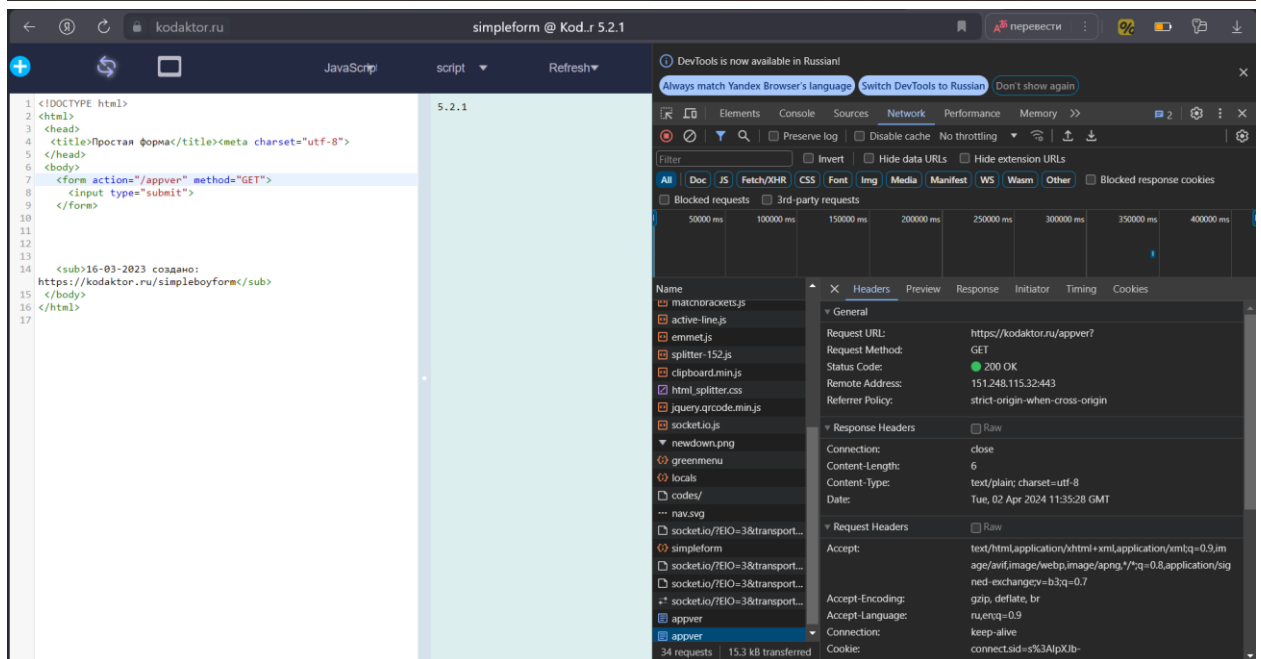 kodaktor.ru
simpleform @ Kod..r 5.2.1
перевести
JavaScript
script
Refresh
1 <!DOCTYPE html>
2 <html>
3 <head>
4 <title>Простая форма</title><meta charset="utf-8">
5 </head>
6 <body>
7 <form action="/appver" method="GET">
8 <input type="submit">
9 </form>
10
11
12
13
14 <sub>16-03-2023 создано:
https://kodaktor.ru/simpleboyform</sub>
15 </body>
16 </html>
17
5.2.1
DevTools is now available in Russian!
Always match Yandex Browser's language Switch DevTools to Russian Don't show again
Elements Console Sources Network Performance Memory 2
Preserve log Disable cache No throttling
Filter Invert Hide data URLs Hide extension URLs
All Doc JS Fetch/XHR CSS Font Img Media Manifest WS Wasm Other Blocked response cookies
Blocked requests 3rd-party requests
50000 ms 100000 ms 150000 ms 200000 ms 250000 ms 300000 ms 350000 ms 400000 ms
Name
matchbrackets.js
active-line.js
emmet.js
splitter-152.js
clipboard.min.js
html_splitter.css
jquery.qrcode.min.js
socket.io.js
newdown.png
greenmenu
locals
codes/
nav.svg
socket.io/?EIO=3&transport...
simpleform
socket.io/?EIO=3&transport...
socket.io/?EIO=3&transport...
socket.io/?EIO=3&transport...
appver
appver
34 requests 15.3 kB transferred
Headers Preview Response Initiator Timing Cookies
General
Request URL: https://kodaktor.ru/appver?
Request Method: GET
Status Code: 200 OK
Remote Address: 151.248.115.32:443
Referrer Policy: strict-origin-when-cross-origin
Response Headers Raw
Connection: close
Content-Length: 6
Content-Type: text/plain; charset=utf-8
Date: Tue, 02 Apr 2024 11:35:28 GMT
Request Headers Raw
Accept: text/html,application/xhtml+xml,application/xml;q=0.9,im
age/avif,image/webp,image/apng,*/*;q=0.8,application/sig
ned-exchange;v=b3;q=0.7
Accept-Encoding: gzip, deflate, br
Accept-Language: ru,en;q=0.9
Connection: keep-alive
Cookie: connect.sid=s%3AlpXJb-